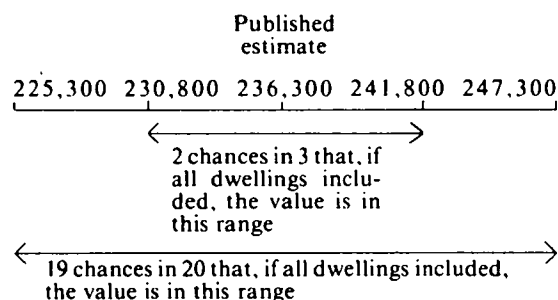 Published
estimate
225,300 230,800 236,300 241,800 247,300
2 chances in 3 that, if
all dwellings inclu-
ded, the value is in
this range
19 chances in 20 that, if all dwellings included,
the value is in this range